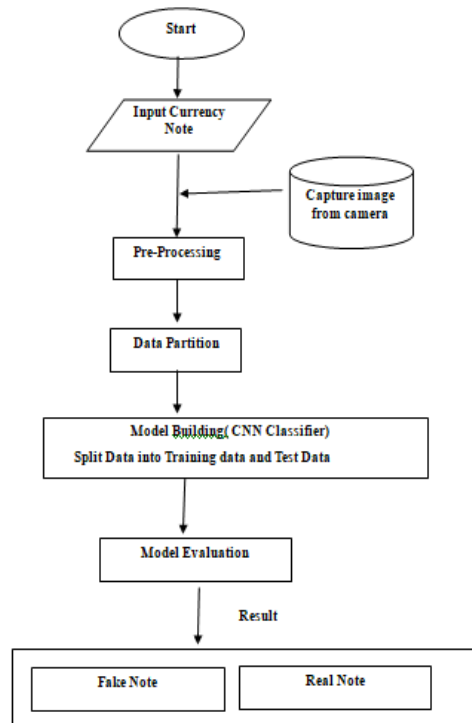 Start
Input Currency
Note
Capture image
from camera
Pre-Processing
Data Partition
Model Building( CNN Classifier)
Split Data into Training data and Test Data
Model Evaluation
Result
Fake Note
Real Note